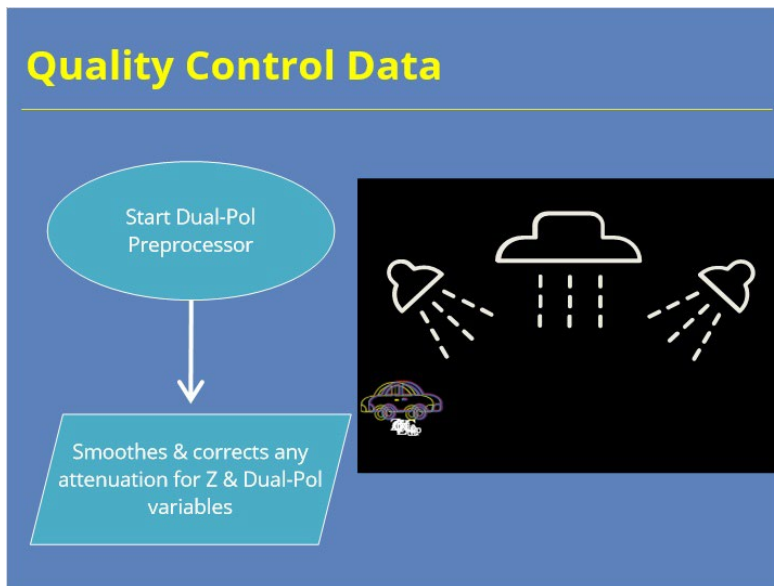 Quality Control Data
Start Dual-Pol
Preprocessor
Smoothes & corrects any
attenuation for Z & Dual-Pol
variables